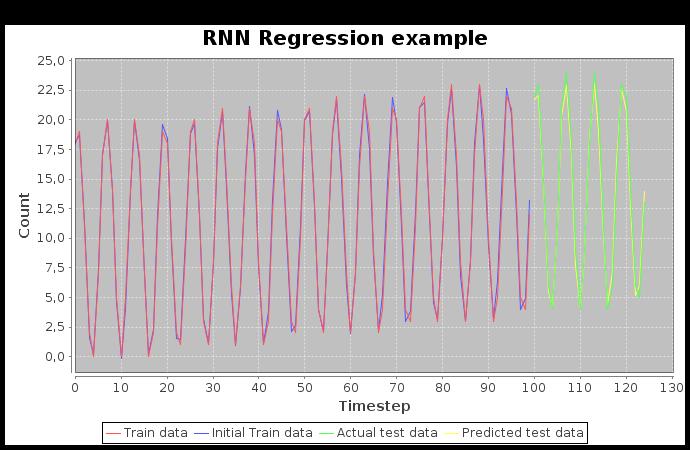 RNN Regression example
25,0
22,5
20,0
17,5
15,0
12,5
10,0
7,5
5,0
2,5
0,0
Count
0 10 20 30 40 50 60 70 80 90 100 110 120 130
Timestep
Train data Initial Train data Actual test data Predicted test data